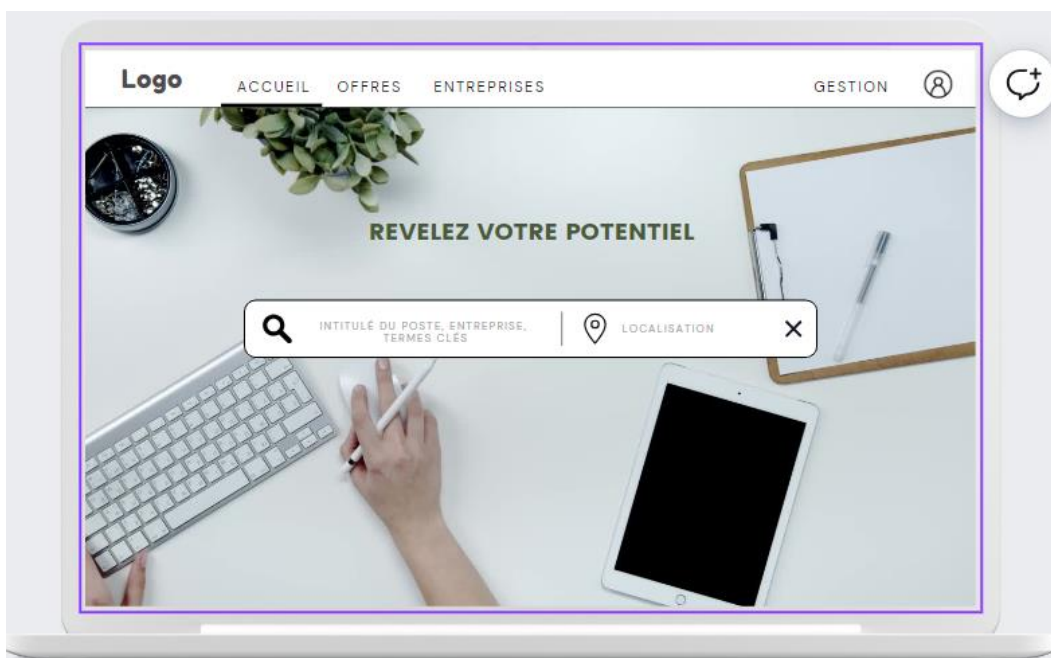 Logo
ACCUEIL OFFRES ENTREPRISES GESTION
REVELEZ VOTRE POTENTIEL
INTITULÉ DU POSTE, ENTREPRISE,
TERMES CLÉS
LOCALISATION